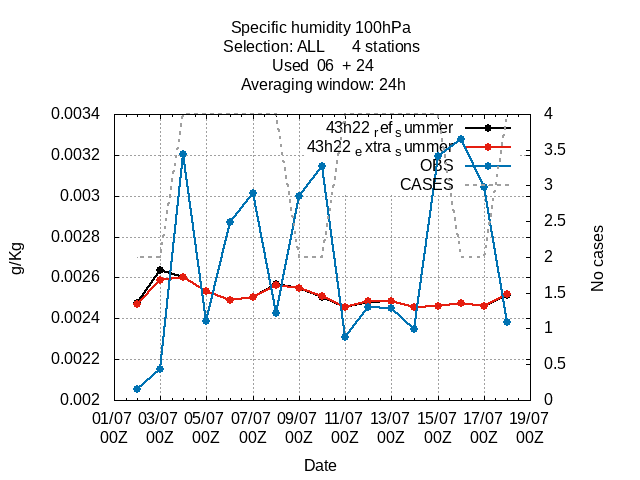 Specific humidity 100hPa
Selection: ALL      4 stations
Used  06  + 24
Averaging window: 24h
g/Kg
0.0034
0.0032
0.003
0.0028
0.0026
0.0024
0.0022
0.002
43h22_ref_summer
43h22_extra_summer
OBS
CASES
4
3.5
3
2.5
2
1.5
1
0.5
0
No cases
01/07 03/07 05/07 07/07 09/07 11/07 13/07 15/07 17/07 19/07
00Z 00Z 00Z 00Z 00Z 00Z 00Z 00Z 00Z 00Z
Date